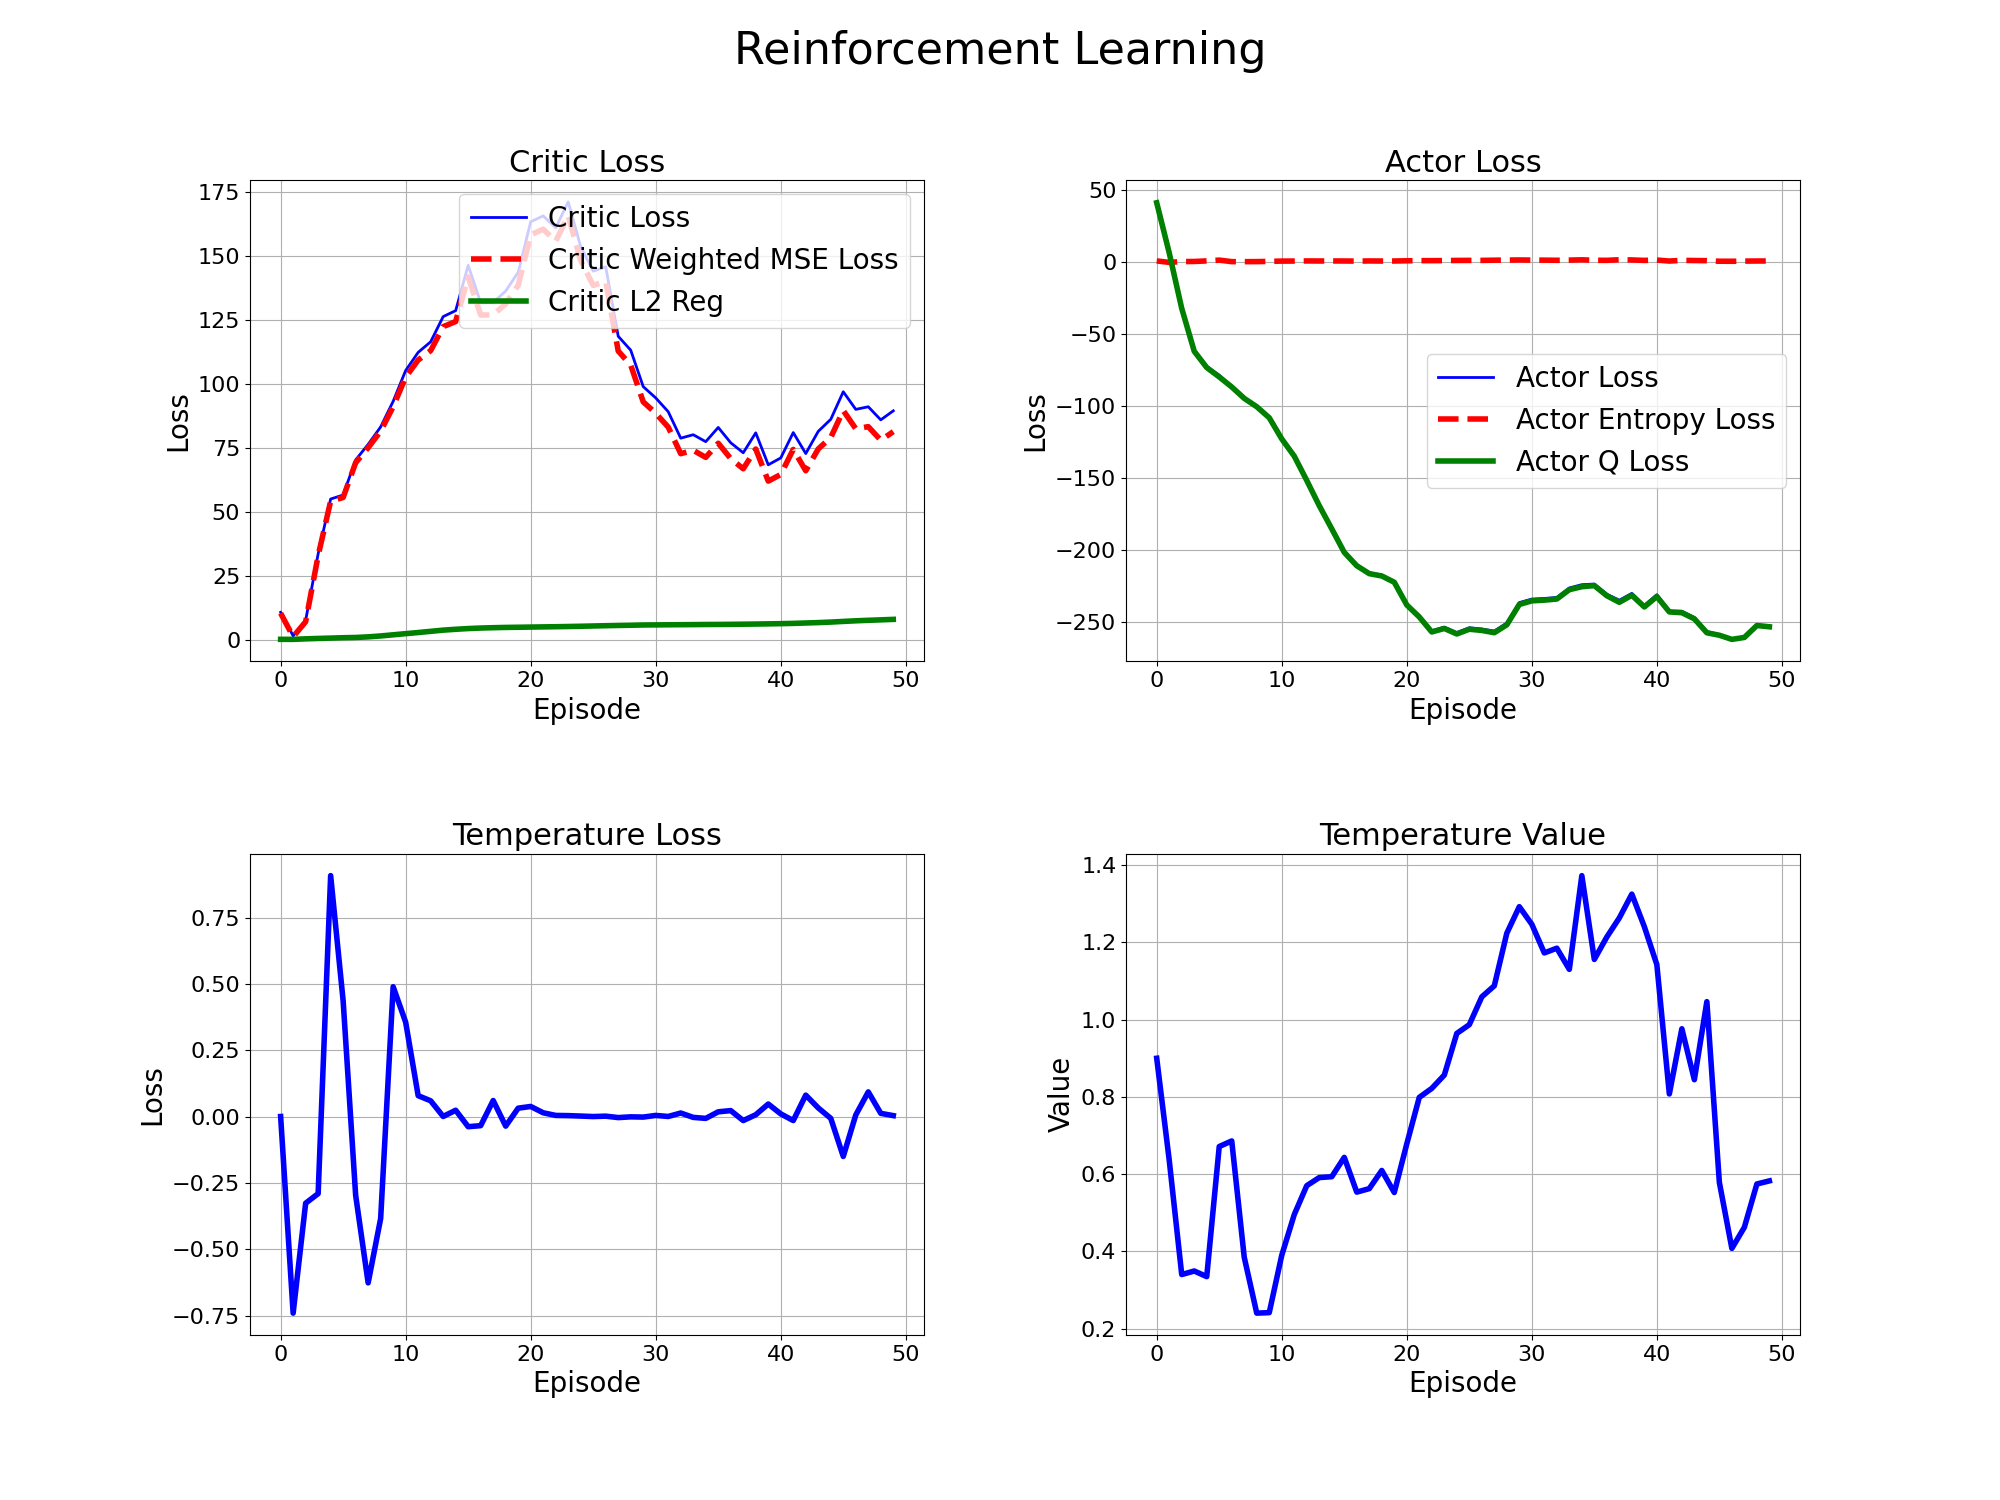 Reinforcement Learning
Critic Loss
175
150
125
100
75
50
25
0
Loss
Critic Loss
Critic Weighted MSE Loss
Critic L2 Reg
0 10 20 30 40 50
Episode
Actor Loss
50
0
−50
−100
−150
−200
−250
Loss
Actor Loss
Actor Entropy Loss
Actor Q Loss
0 10 20 30 40 50
Episode
Temperature Loss
0.75
0.50
0.25
0.00
−0.25
−0.50
−0.75
Loss
0 10 20 30 40 50
Episode
Temperature Value
1.4
1.2
1.0
0.8
0.6
0.4
0.2
Value
0 10 20 30 40 50
Episode